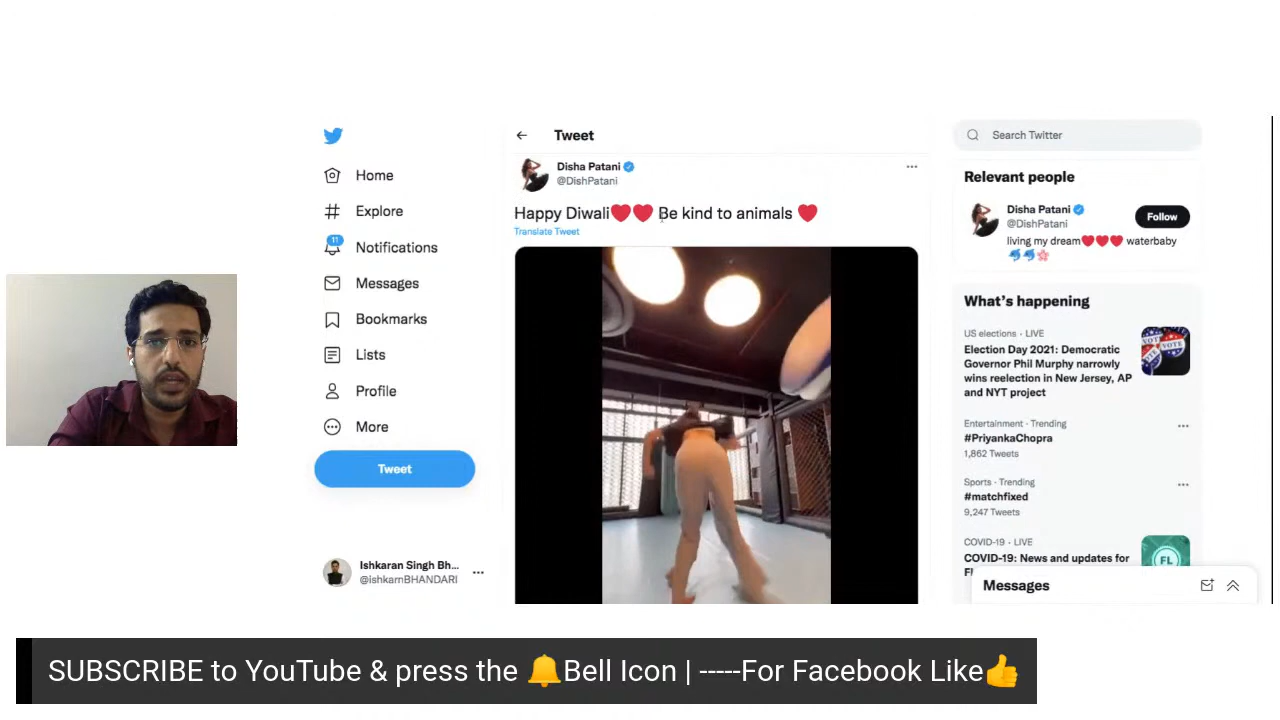 Home
Explore
11
Notifications
Messages
Bookmarks
Lists
Profile
More
Tweet
Ishkaran Singh Bh...
@ishkarnBHANDARI
Tweet
Disha Patani
@DishPatani
Happy Diwali❤️❤️ Be kind to animals ❤️
Translate Tweet
Search Twitter
Relevant people
Disha Patani
@DishPatani
Follow
living my dream❤️❤️❤️ waterbaby
🐬🐬🌸
What's happening
US elections · LIVE
Election Day 2021: Democratic
Governor Phil Murphy narrowly
wins reelection in New Jersey, AP
and NYT project
VOTE
VOTE
Entertainment · Trending
#PriyankaChopra
1,862 Tweets
Sports · Trending
#matchfixed
9,247 Tweets
COVID-19 · LIVE
COVID-19: News and updates for
FL
Messages
SUBSCRIBE to YouTube & press the 🔔Bell Icon | -----For Facebook Like👍